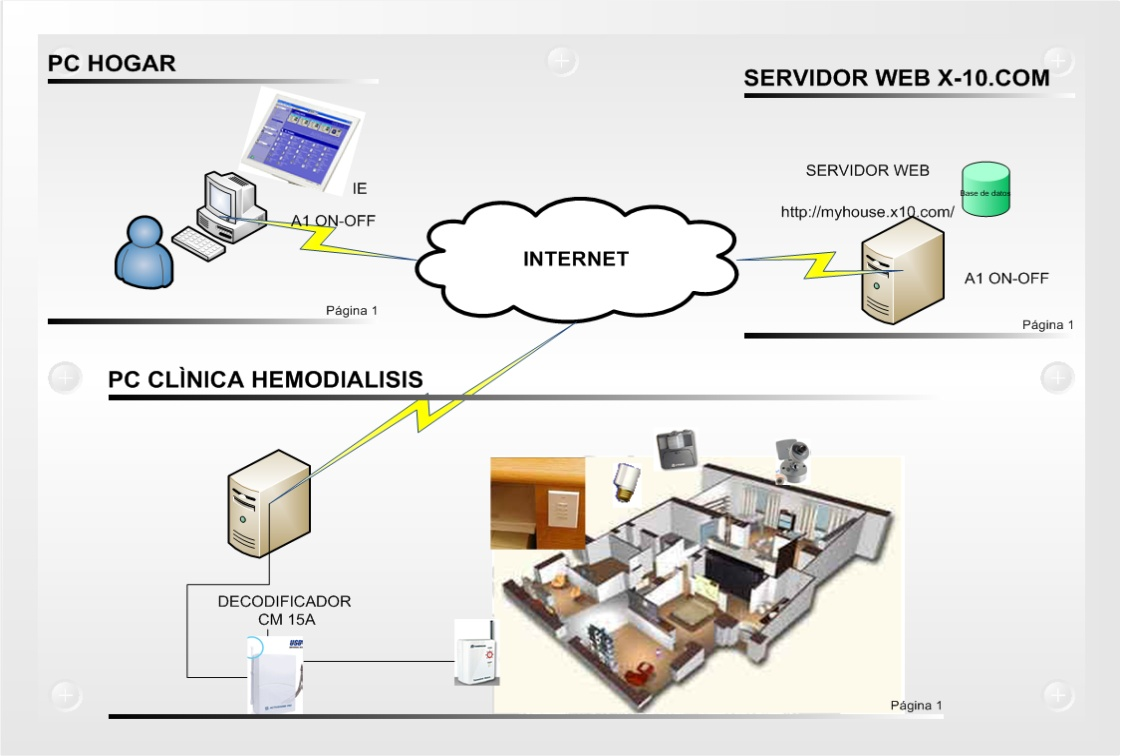 PC HOGAR
SERVIDOR WEB X-10.COM
IE
A1 ON-OFF
SERVIDOR WEB
Base de datos
http://myhouse.x10.com/
A1 ON-OFF
INTERNET
Página 1
Página 1
PC CLÌNICA HEMODIALISIS
DECODIFICADOR
CM 15A
Página 1